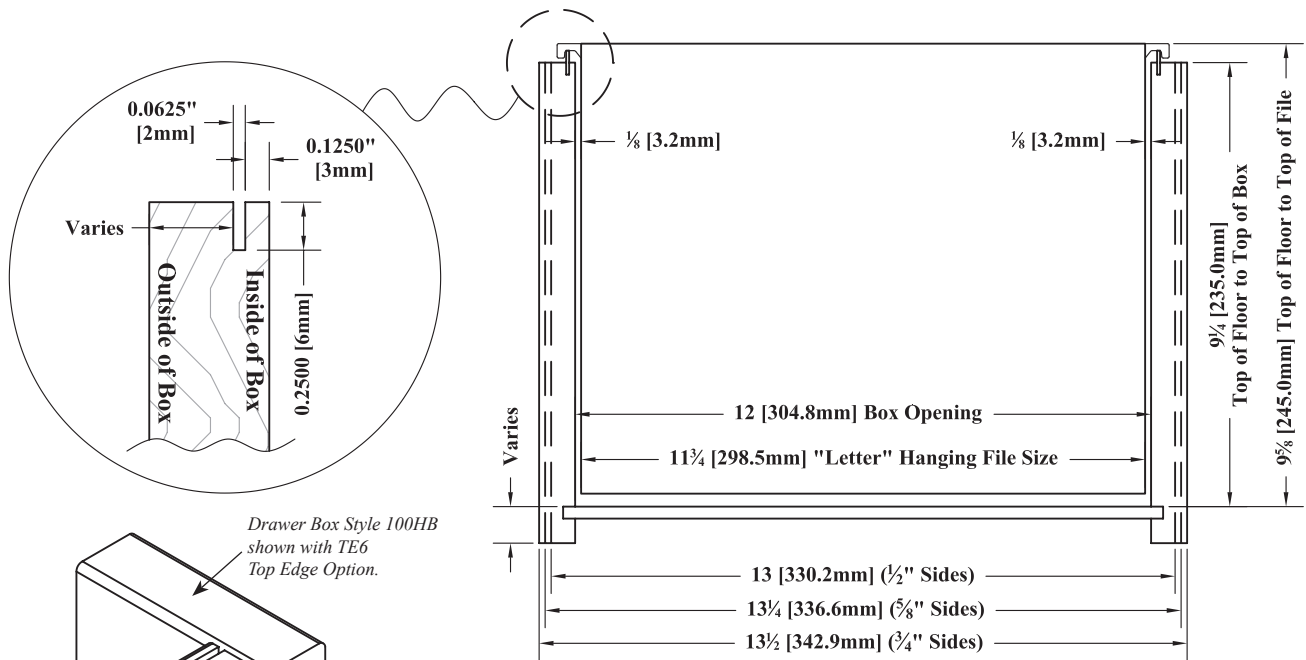 0.0625"
[2mm]
0.1250"
[3mm]
Varies
Outside of Box
Inside of Box
0.2500 [6mm]
Drawer Box Style 100HB
shown with TE6
Top Edge Option.
⅛ [3.2mm]
⅛ [3.2mm]
9¼ [235.0mm]
Top of Floor to Top of Box
9⅝ [245.0mm] Top of Floor to Top of File
12 [304.8mm] Box Opening
11¾ [298.5mm] "Letter" Hanging File Size
Varies
13 [330.2mm] (½" Sides)
13¼ [336.6mm] (⅝" Sides)
13½ [342.9mm] (¾" Sides)